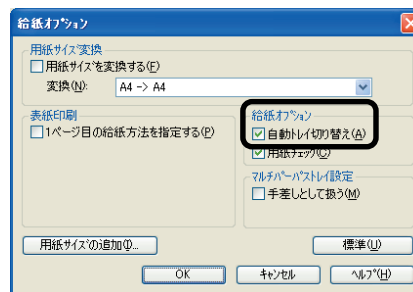 給紙ｵﾌﾟｼｮﾝ
用紙ｻｲｽﾞ変換
用紙ｻｲｽﾞを変換する(F)
変換(N): A4 -> A4
表紙印刷
1ﾍﾟｰｼﾞ目の給紙方法を指定する(P)
給紙ｵﾌﾟｼｮﾝ
自動ﾄﾚｲ切り替え(A)
用紙ﾁｪｯｸ(C)
ﾏﾙﾁﾊﾟｰﾊﾟｽﾄﾚｲ設定
手差しとして扱う(M)
用紙ｻｲｽﾞの追加(I)...
標準(U)
OK
ｷｬﾝｾﾙ
ﾍﾙﾌﾟ(H)